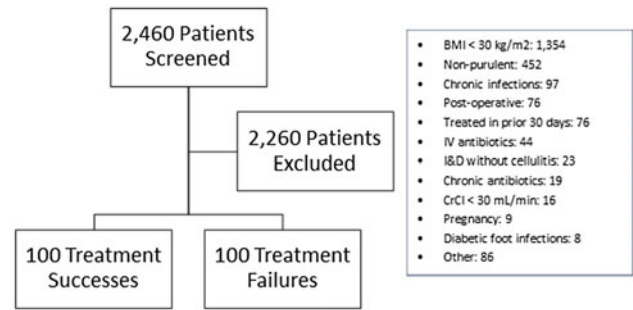 2,460 Patients
Screened
2,260 Patients
Excluded
100 Treatment
Successes
100 Treatment
Failures
• BMI < 30 kg/m2: 1,354
• Non-purulent: 452
• Chronic infections: 97
• Post-operative: 76
• Treated in prior 30 days: 76
• IV antibiotics: 44
• I&D without cellulitis: 23
• Chronic antibiotics: 19
• CrCl < 30 mL/min: 16
• Pregnancy: 9
• Diabetic foot infections: 8
• Other: 86